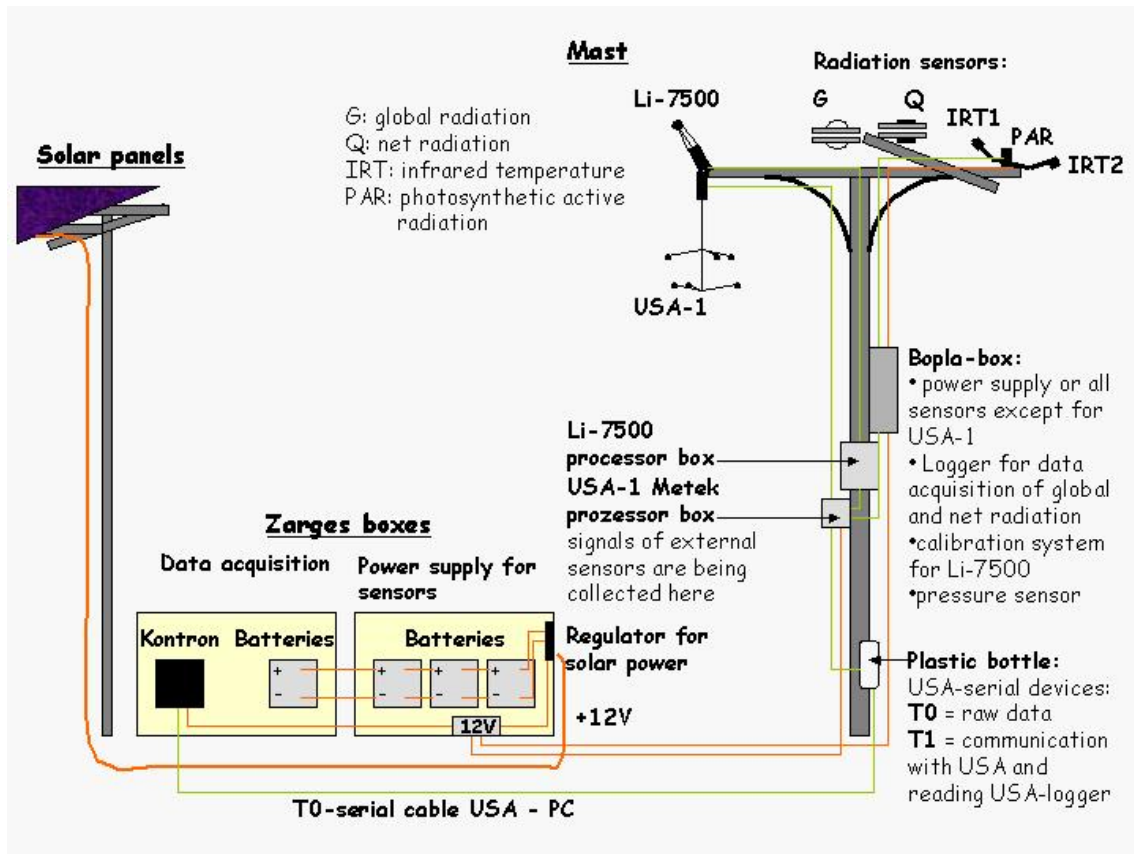 Mast
Radiation sensors:
Li-7500
G
Q
IRT1
PAR
IRT2
G: global radiation
Q: net radiation
IRT: infrared temperature
PAR: photosynthetic active
radiation
Solar panels
USA-1
Bopla-box:
• power supply or all
sensors except for
USA-1
• Logger for data
acquisition of global
and net radiation
•calibration system
for Li-7500
•pressure sensor
Li-7500
processor box
USA-1 Metek
prozessor box
signals of external
sensors are being
collected here
Zarges boxes
Data acquisition
Power supply for
sensors
Kontron
Batteries
Batteries
+
-
+
-
+
-
+
-
12V
Regulator for
solar power
+12V
Plastic bottle:
USA-serial devices:
T0 = raw data
T1 = communication
with USA and
reading USA-logger
T0-serial cable USA - PC